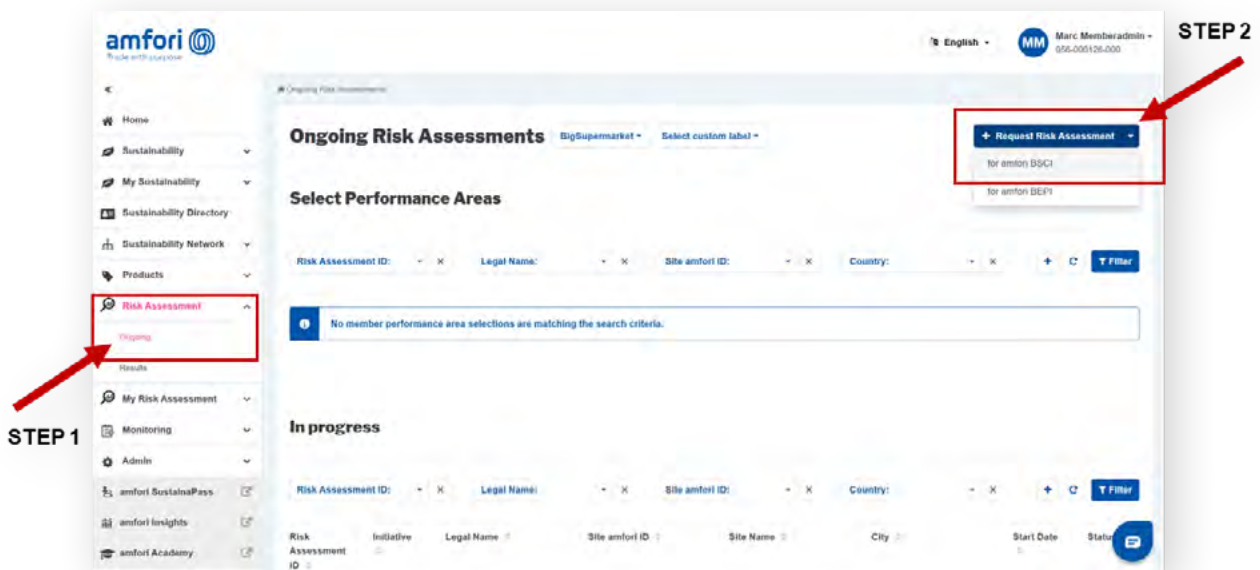 STEP 2
amfori
Trade with purpose
English
MM
Marc Memberadmin
056-000126-000
Ongoing Risk Assessments
Home
Sustainability
My Sustainability
Sustainability Directory
Sustainability Network
Products
Risk Assessment
Ongoing
Results
My Risk Assessment
Monitoring
Admin
amfori SustainaPass
amfori Insights
amfori Academy
STEP 1
Ongoing Risk Assessments BigSupermarket Select custom label
+ Request Risk Assessment
for amfori BSCI
for amfori BEPI
Select Performance Areas
Risk Assessment ID: × Legal Name: × Site amfori ID: × Country: × + Filter
No member performance area selections are matching the search criteria.
In progress
Risk Assessment ID: × Legal Name: × Site amfori ID: × Country: × + Filter
Risk Initiative Legal Name Site amfori ID Site Name City Start Date
Assessment
ID